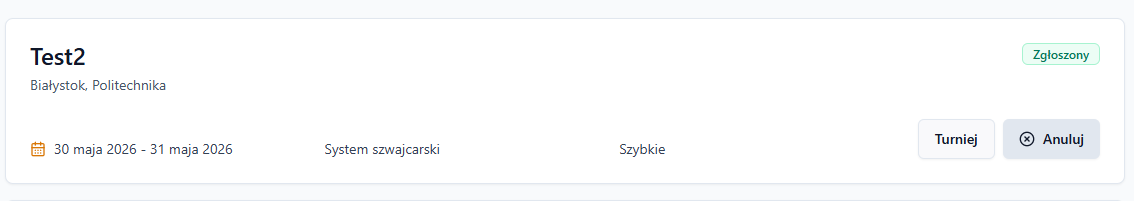 Test2
Zgłoszony
Białystok, Politechnika
30 maja 2026 - 31 maja 2026
System szwajcarski
Szybkie
Turniej
Anuluj